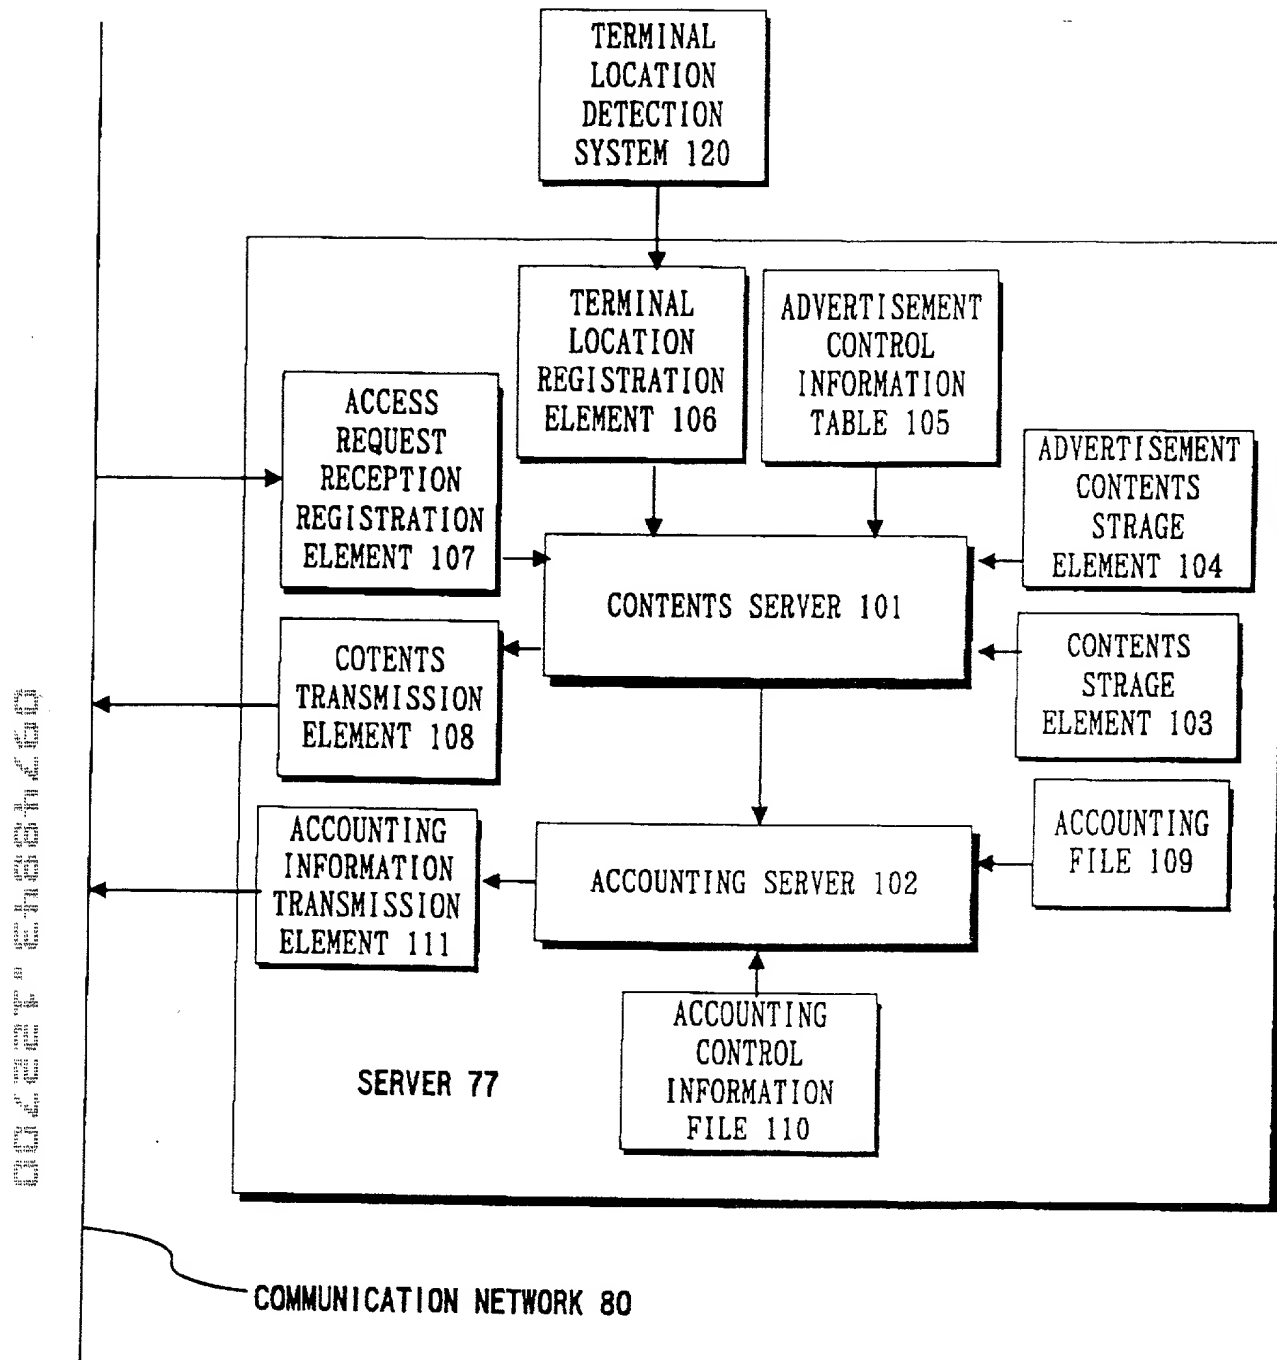 TERMINAL
LOCATION
DETECTION
SYSTEM 120
TERMINAL
LOCATION
REGISTRATION
ELEMENT 106
ADVERTISEMENT
CONTROL
INFORMATION
TABLE 105
ACCESS
REQUEST
RECEPTION
REGISTRATION
ELEMENT 107
ADVERTISEMENT
CONTENTS
STRAGE
ELEMENT 104
CONTENTS SERVER 101
COTENTS
TRANSMISSION
ELEMENT 108
CONTENTS
STRAGE
ELEMENT 103
ACCOUNTING
INFORMATION
TRANSMISSION
ELEMENT 111
ACCOUNTING SERVER 102
ACCOUNTING
FILE 109
ACCOUNTING
CONTROL
INFORMATION
FILE 110
SERVER 77
COMMUNICATION NETWORK 80